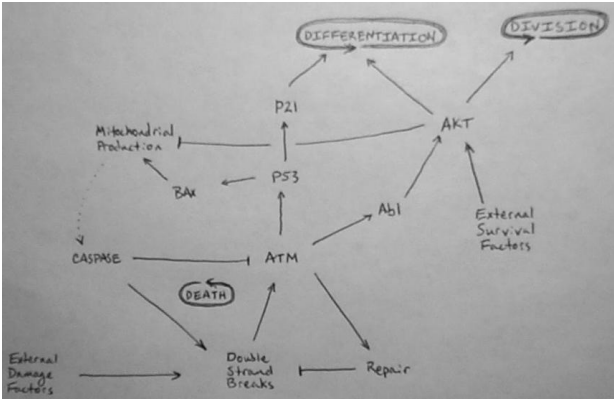 DIFFERENTIATION
DIVISION
P21
AKT
Mitochondrial
Production
P53
BAX
Abl
External
Survival
Factors
CASPASE
ATM
DEATH
External
Damage
Factors
Double
Strand
Breaks
Repair